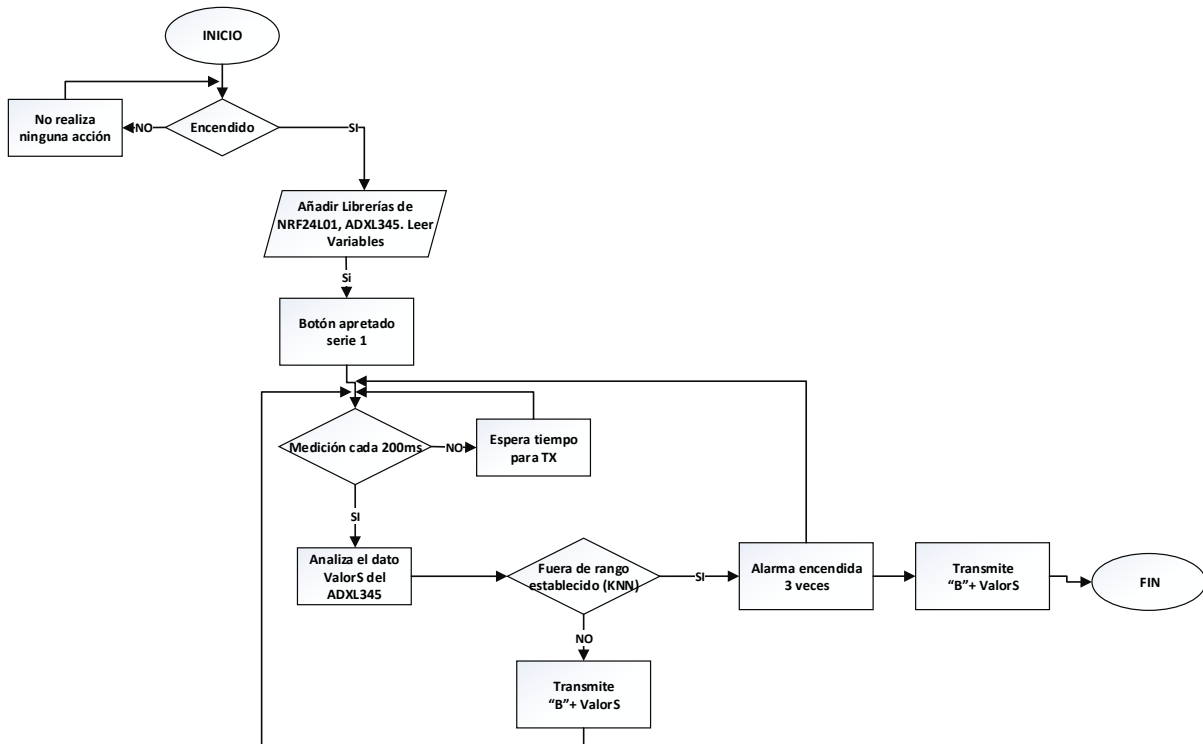 INICIO
No realiza
ninguna acción
NO
Encendido
SI
Añadir Librerías de
NRF24L01, ADXL345. Leer
Variables
Si
Botón apretado
serie 1
Medición cada 200ms
NO
Espera tiempo
para TX
SI
Analiza el dato
ValorS del
ADXL345
Fuera de rango
establecido (KNN)
SI
Alarma encendida
3 veces
Transmite
“B”+ ValorS
FIN
NO
Transmite
“B”+ ValorS